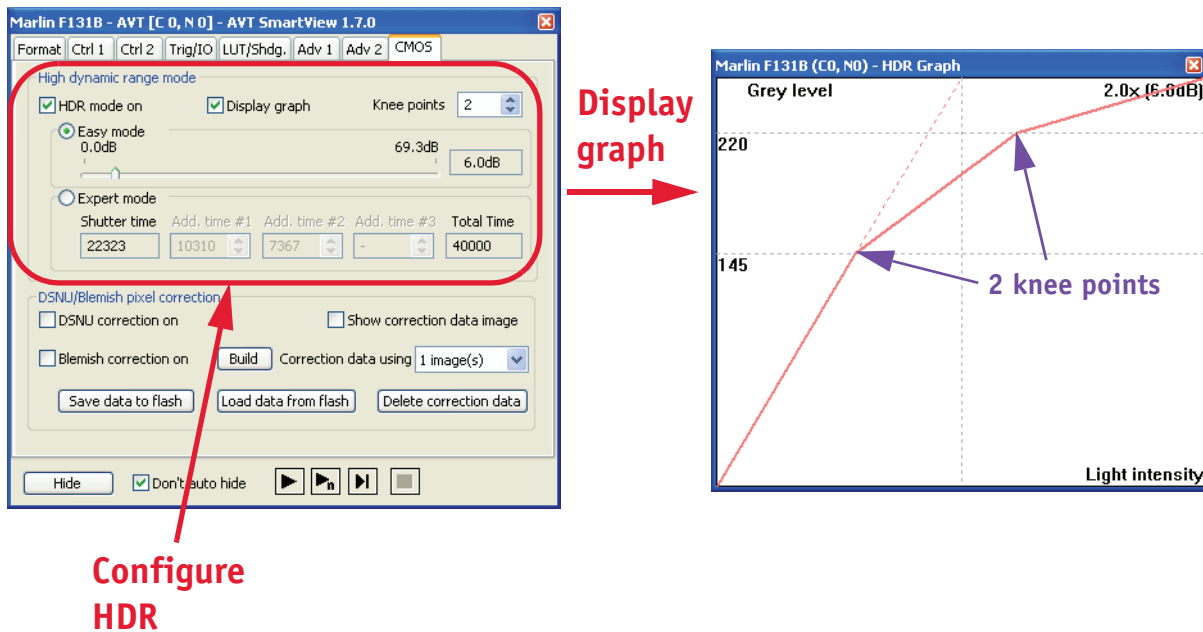 Marlin F131B - AVT [C 0, N 0] - AVT SmartView 1.7.0
Format Ctrl 1 Ctrl 2 Trig/IO LUT/Shdg. Adv 1 Adv 2 CMOS
High dynamic range mode
HDR mode on Display graph Knee points 2
Easy mode
0.0dB 69.3dB
6.0dB
Expert mode
Shutter time Add. time #1 Add. time #2 Add. time #3 Total Time
22323 10310 7367 - 40000
DSNU/Blemish pixel correction
DSNU correction on Show correction data image
Blemish correction on Build Correction data using 1 image(s)
Save data to flash Load data from flash Delete correction data
Hide Don't auto hide n
Configure
HDR
Display
graph
Marlin F131B (C0, N0) - HDR Graph
Grey level 2.0x (6.0dB)
220
145
2 knee points
Light intensity